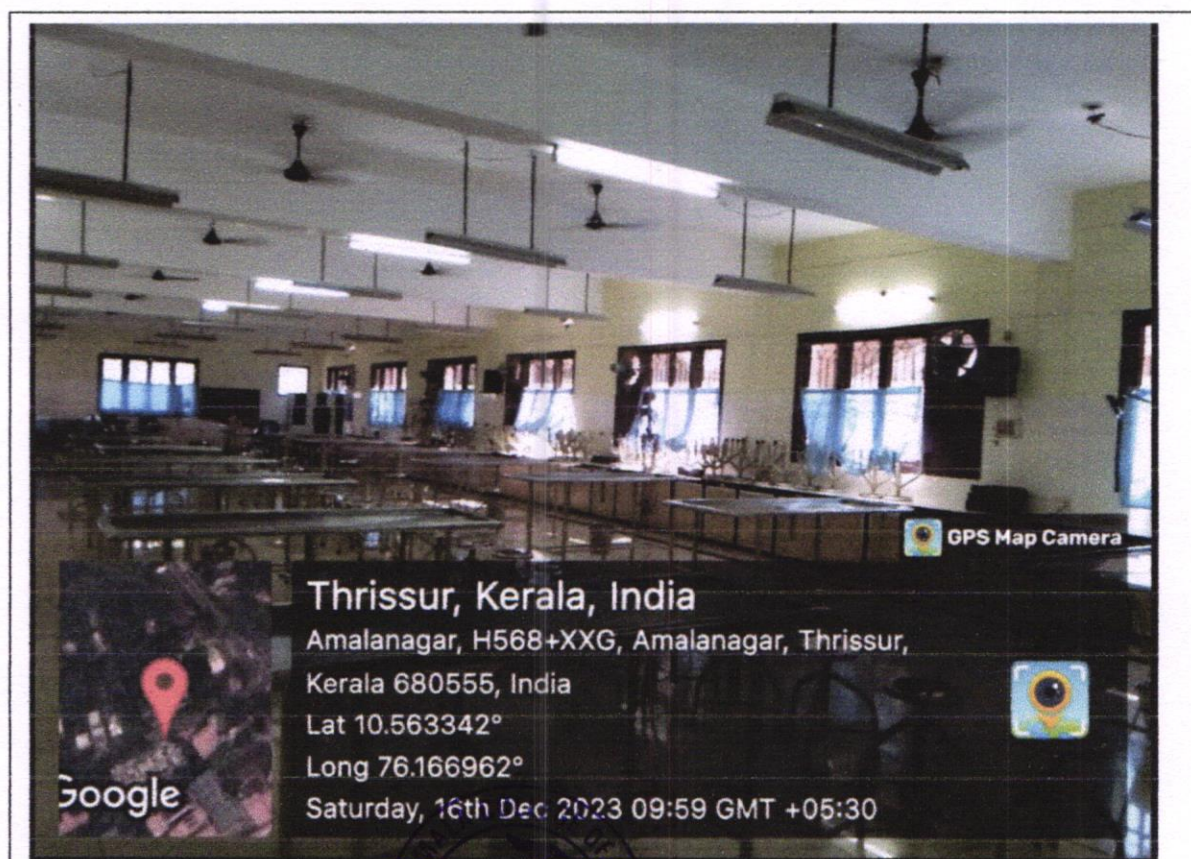 GPS Map Camera
Thrissur, Kerala, India
Amalanagar, H568+XXG, Amalanagar, Thrissur,
Kerala 680555, India
Lat 10.563342°
Long 76.166962°
Saturday, 16th Dec 2023 09:59 GMT +05:30
Google